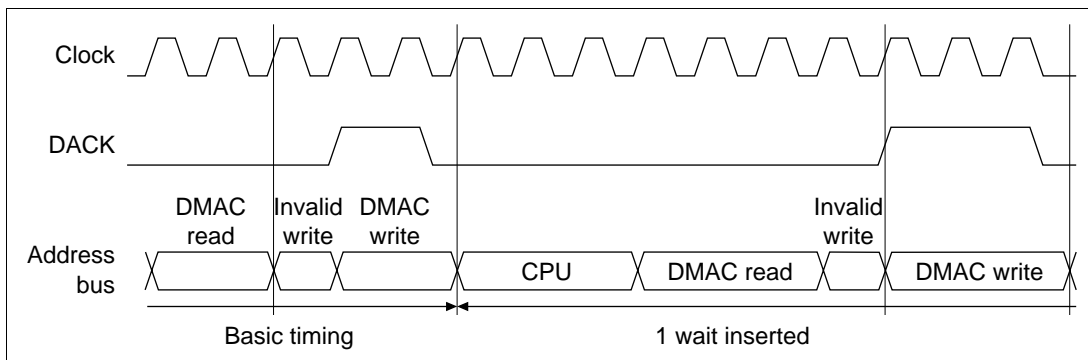 Clock
DACK
DMAC
read
Invalid
write
DMAC
write
Invalid
write
Address
bus
CPU
DMAC read
DMAC write
Basic timing
1 wait inserted